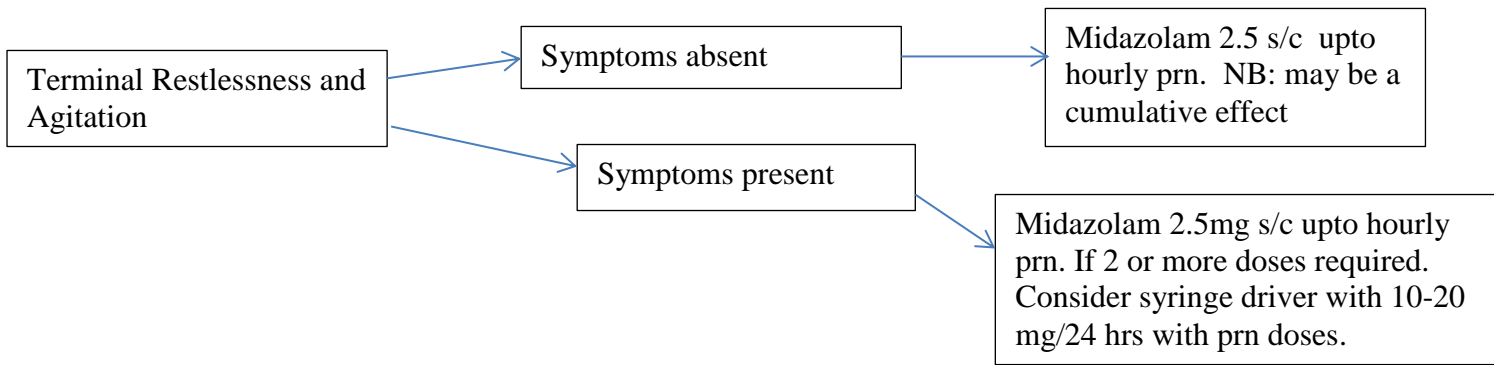 Terminal Restlessness and
Agitation
Symptoms absent
Midazolam 2.5 s/c  upto
hourly prn.  NB: may be a
cumulative effect
Symptoms present
Midazolam 2.5mg s/c upto hourly
prn. If 2 or more doses required.
Consider syringe driver with 10-20
mg/24 hrs with prn doses.